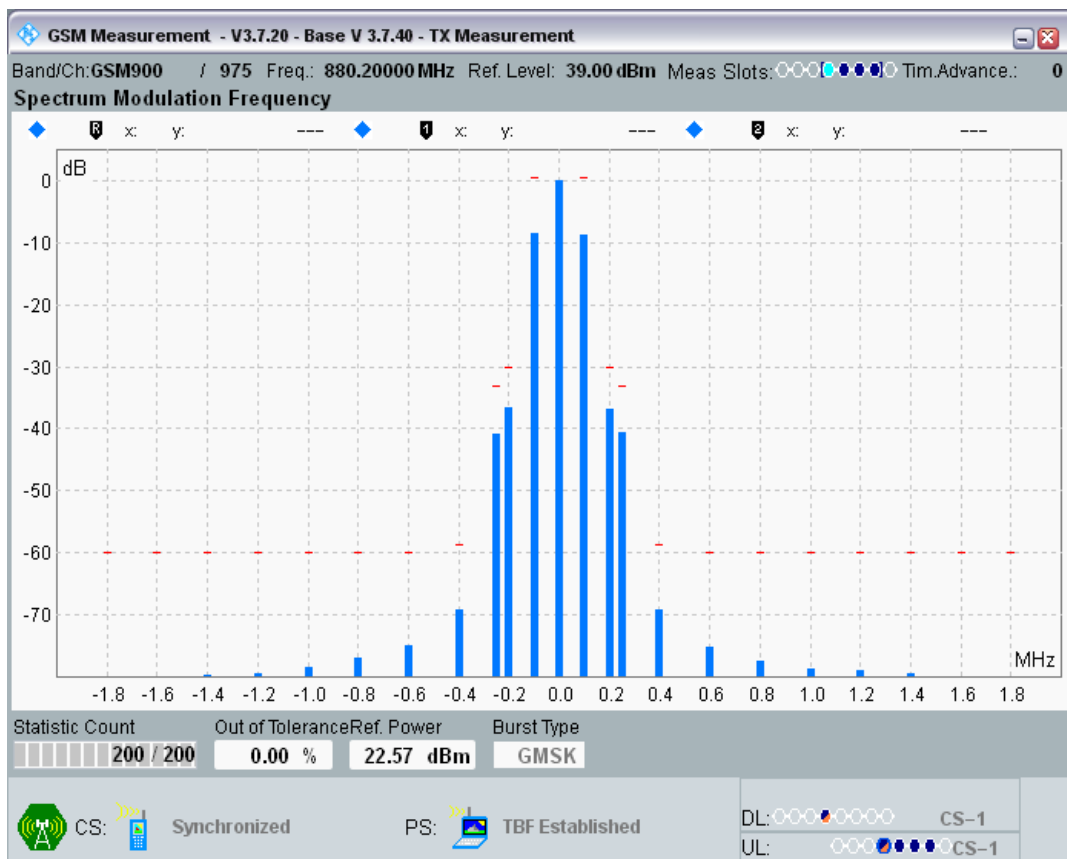 GSM Measurement - V3.7.20 - Base V 3.7.40 - TX Measurement
Band/Ch:GSM900 / 975 Freq.: 880.20000 MHz Ref. Level: 39.00 dBm Meas Slots: Tim.Advance.: 0
Spectrum Modulation Frequency
R x: y: --- 1 x: y: --- 2 x: y: ---
dB
0
-10
-20
-30
-40
-50
-60
-70
MHz
-1.8 -1.6 -1.4 -1.2 -1.0 -0.8 -0.6 -0.4 -0.2 0.0 0.2 0.4 0.6 0.8 1.0 1.2 1.4 1.6 1.8
Statistic Count Out of Tolerance Ref. Power Burst Type
200 / 200 0.00 % 22.57 dBm GMSK
CS: Synchronized PS: TBF Established
DL: CS-1
UL: CS-1